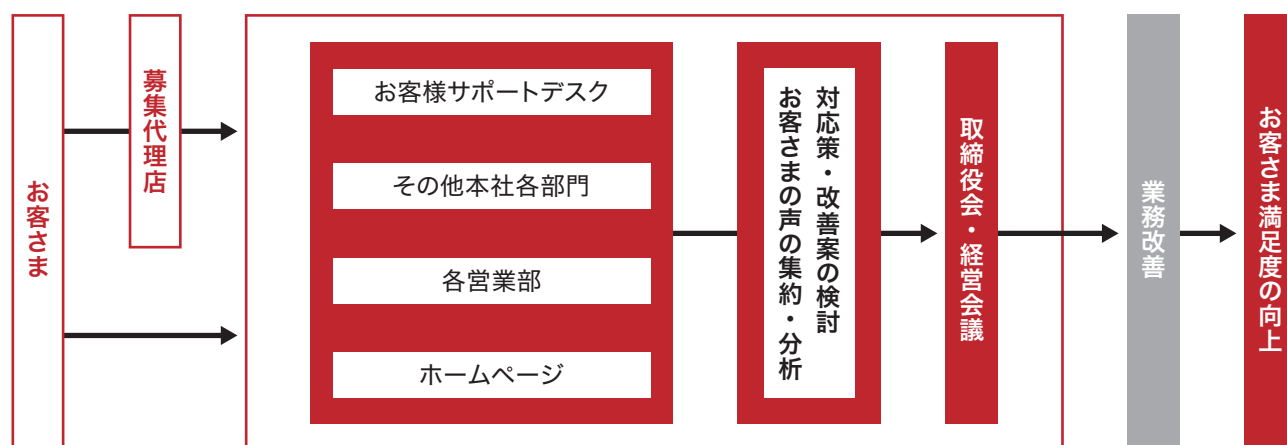 お客さま
募集代理店
お客様サポートデスク
その他本社各部門
各営業部
ホームページ
対応策・改善案の検討
お客さまの声の集約・分析
取締役会・経営会議
業務改善
お客さま満足度の向上